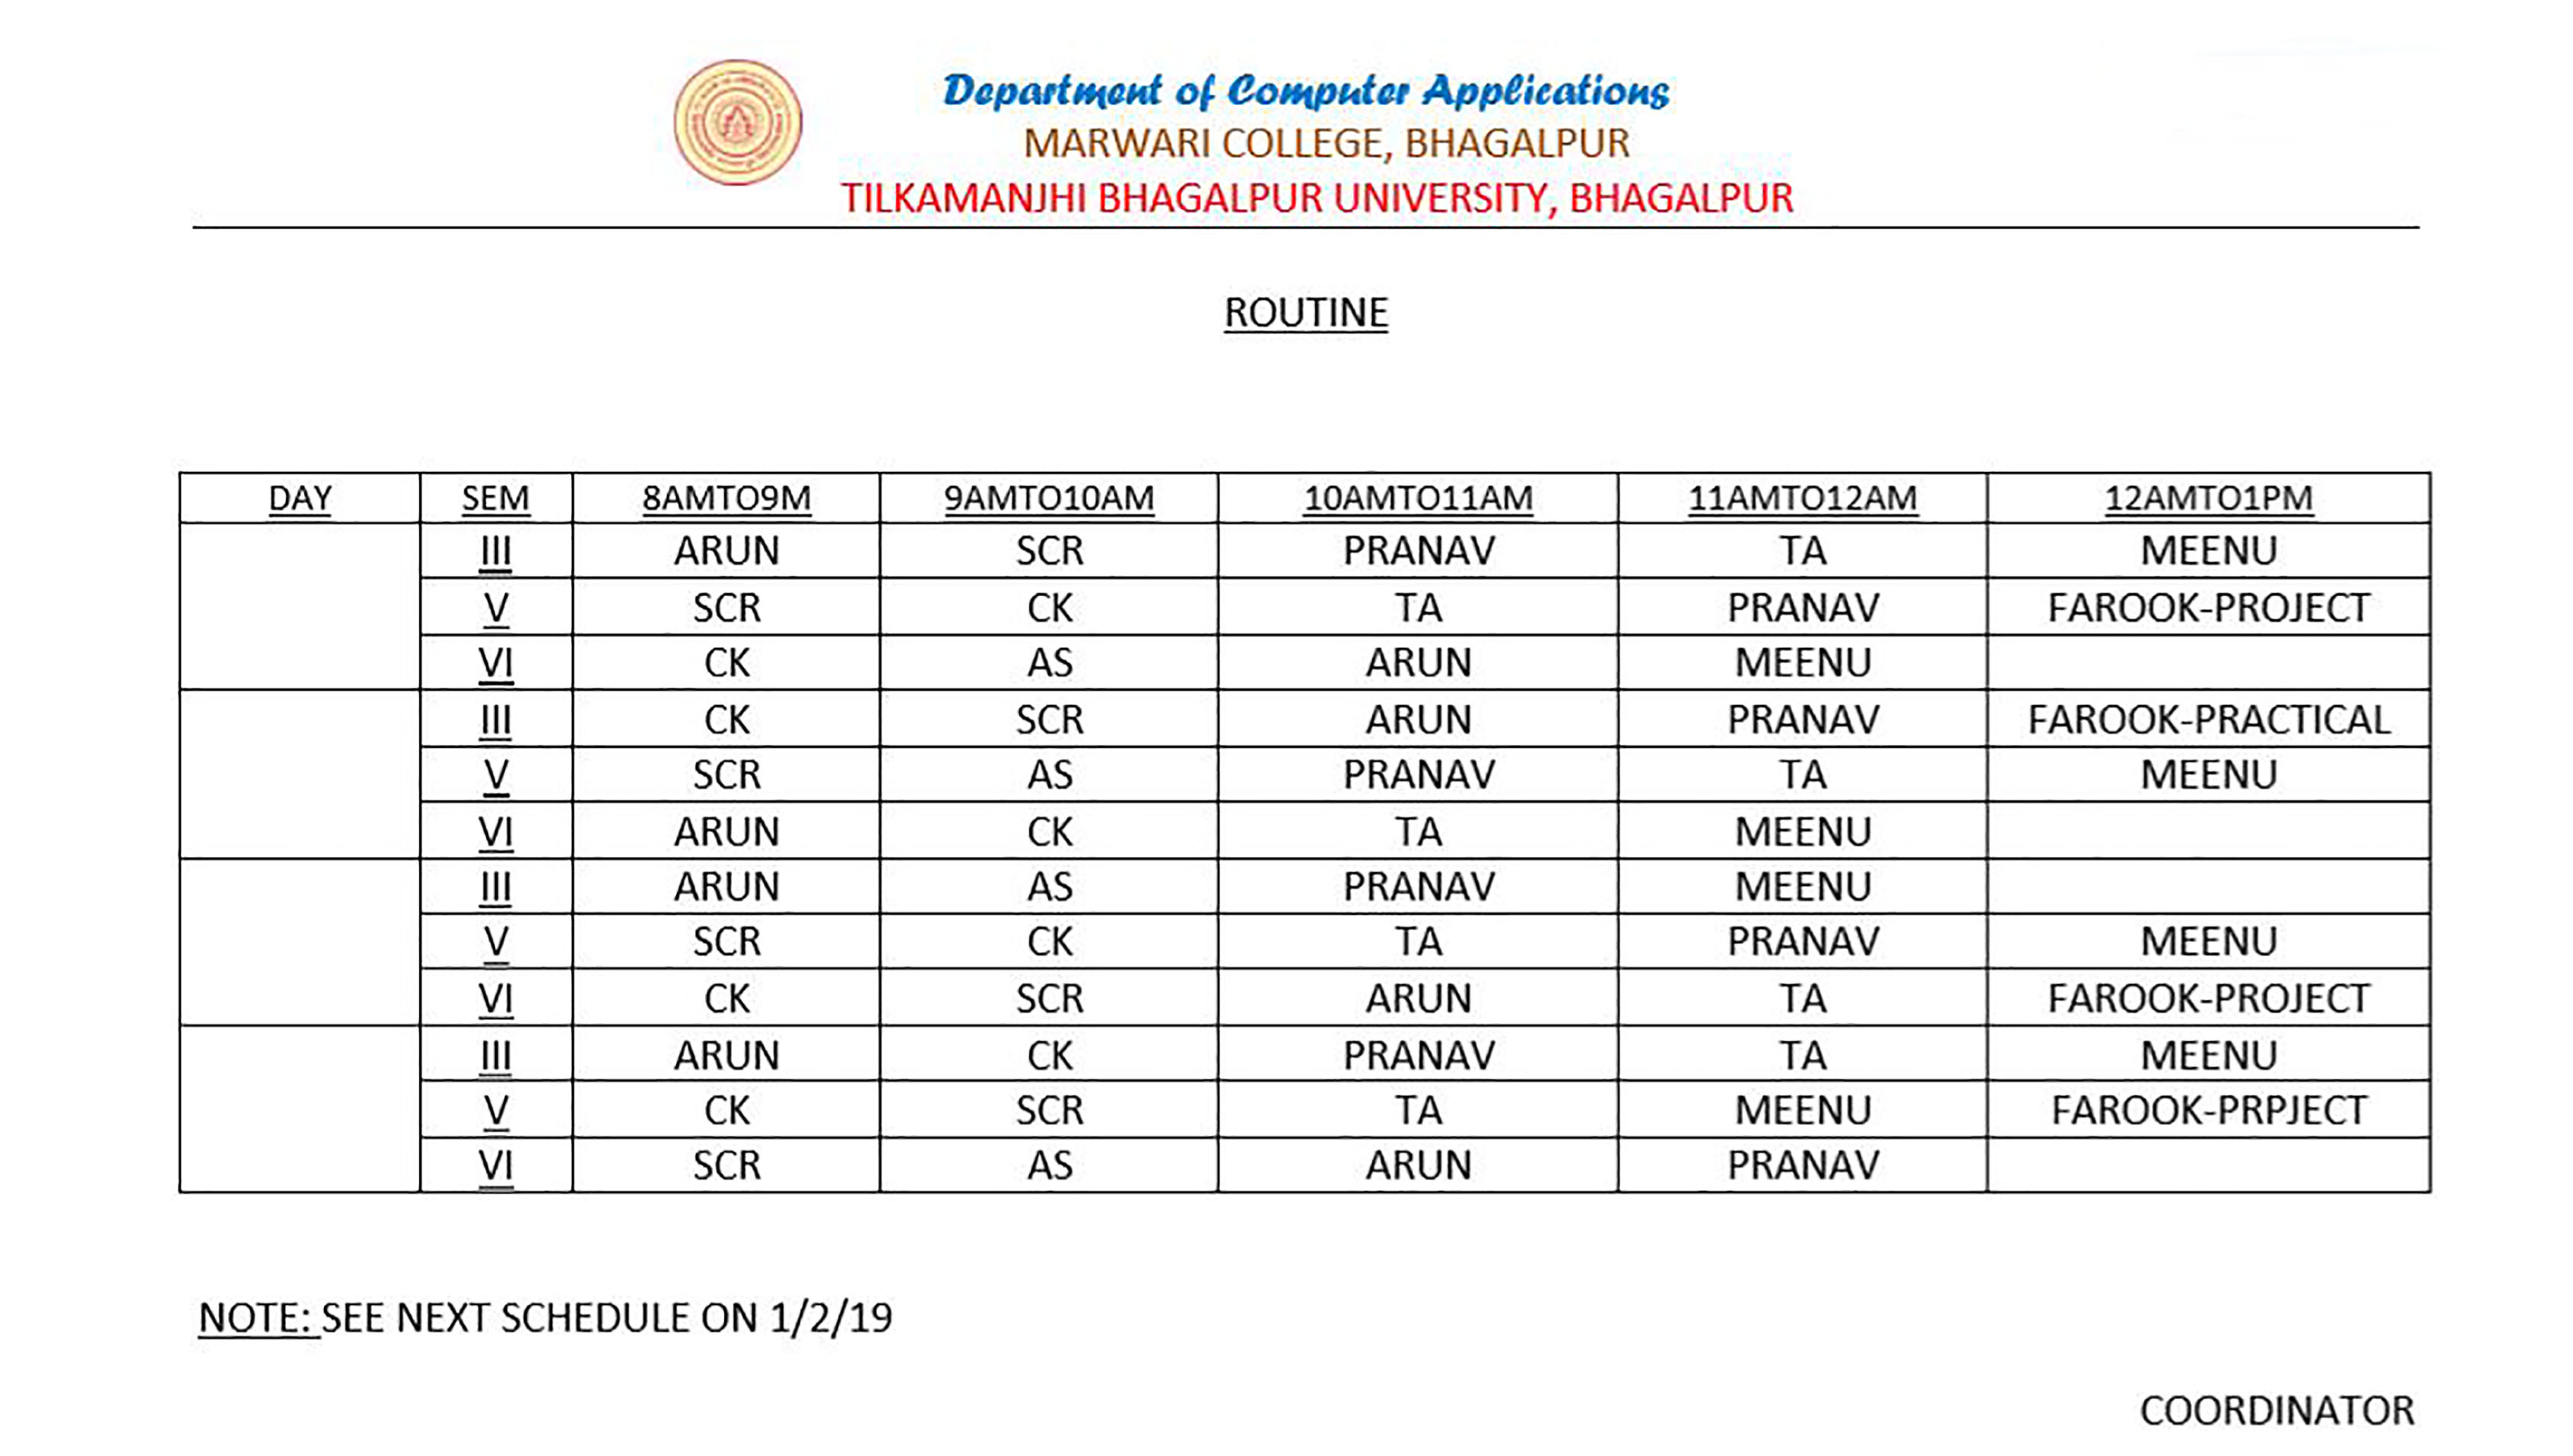 Department of Computer Applications
MARWARI COLLEGE, BHAGALPUR
TILKAMANJHI BHAGALPUR UNIVERSITY, BHAGALPUR
ROUTINE
DAY SEM 8AMTO9M 9AMTO10AM 10AMTO11AM 11AMTO12AM 12AMTO1PM
III ARUN SCR PRANAV TA MEENU
V SCR CK TA PRANAV FAROOK-PROJECT
VI CK AS ARUN MEENU
III CK SCR ARUN PRANAV FAROOK-PRACTICAL
V SCR AS PRANAV TA MEENU
VI ARUN CK TA MEENU
III ARUN AS PRANAV MEENU
V SCR CK TA PRANAV MEENU
VI CK SCR ARUN TA FAROOK-PROJECT
III ARUN CK PRANAV TA MEENU
V CK SCR TA MEENU FAROOK-PRPJECT
VI SCR AS ARUN PRANAV
NOTE: SEE NEXT SCHEDULE ON 1/2/19
COORDINATOR